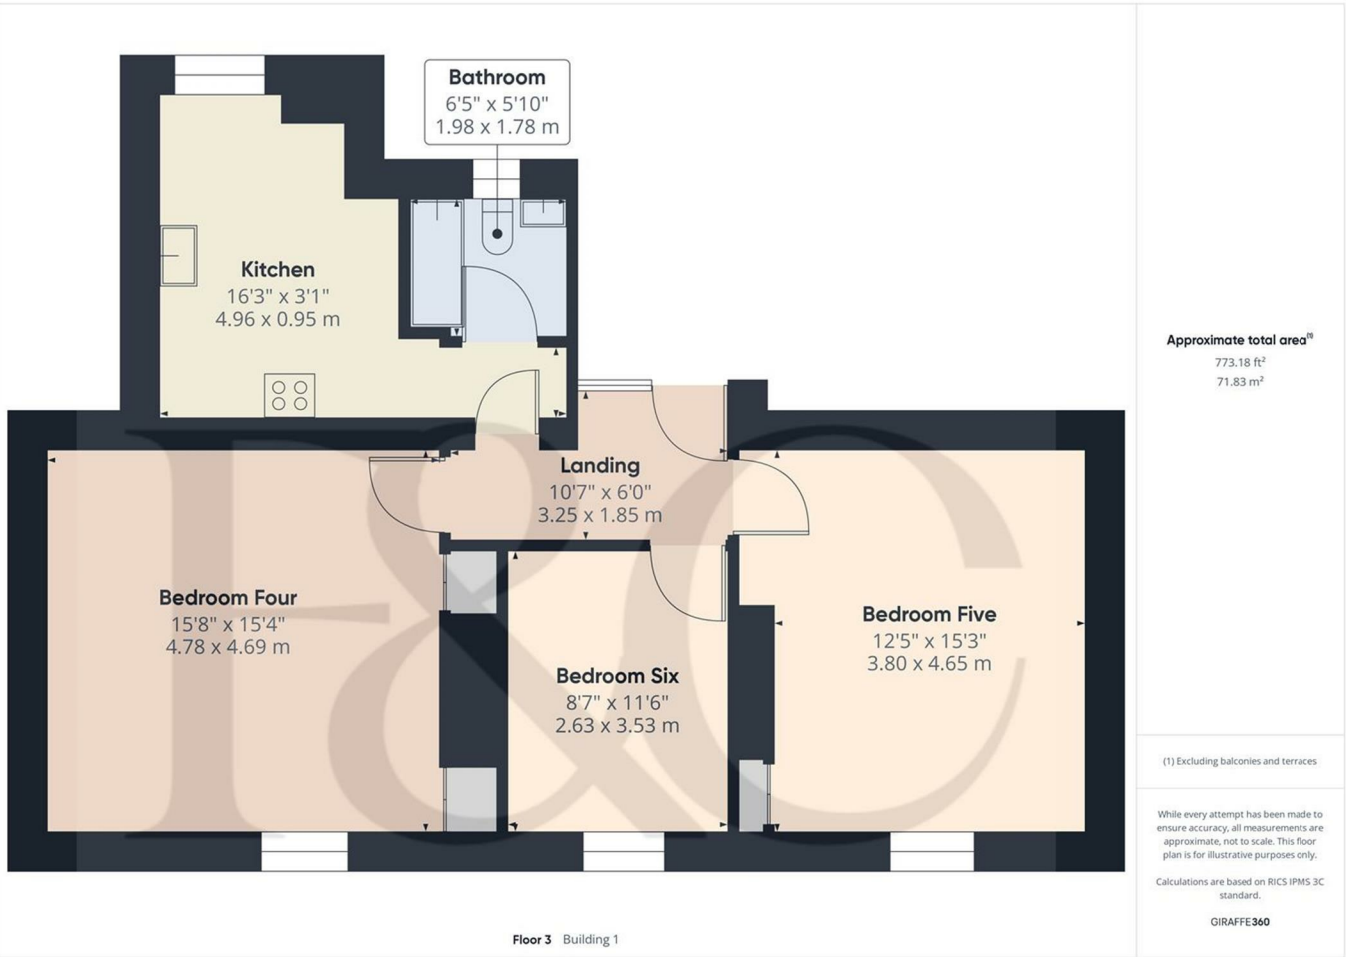 Bathroom
6'5" x 5'10"
1.98 x 1.78 m
Kitchen
16'3" x 3'1"
4.96 x 0.95 m
Landing
10'7" x 6'0"
3.25 x 1.85 m
Bedroom Four
15'8" x 15'4"
4.78 x 4.69 m
Bedroom Six
8'7" x 11'6"
2.63 x 3.53 m
Bedroom Five
12'5" x 15'3"
3.80 x 4.65 m
F&C
Floor 3 Building 1
Approximate total area(1)
773.18 ft²
71.83 m²
(1) Excluding balconies and terraces
While every attempt has been made to
ensure accuracy, all measurements are
approximate, not to scale. This floor
plan is for illustrative purposes only.
Calculations are based on RICS IPMS 3C
standard.
GIRAFFE360